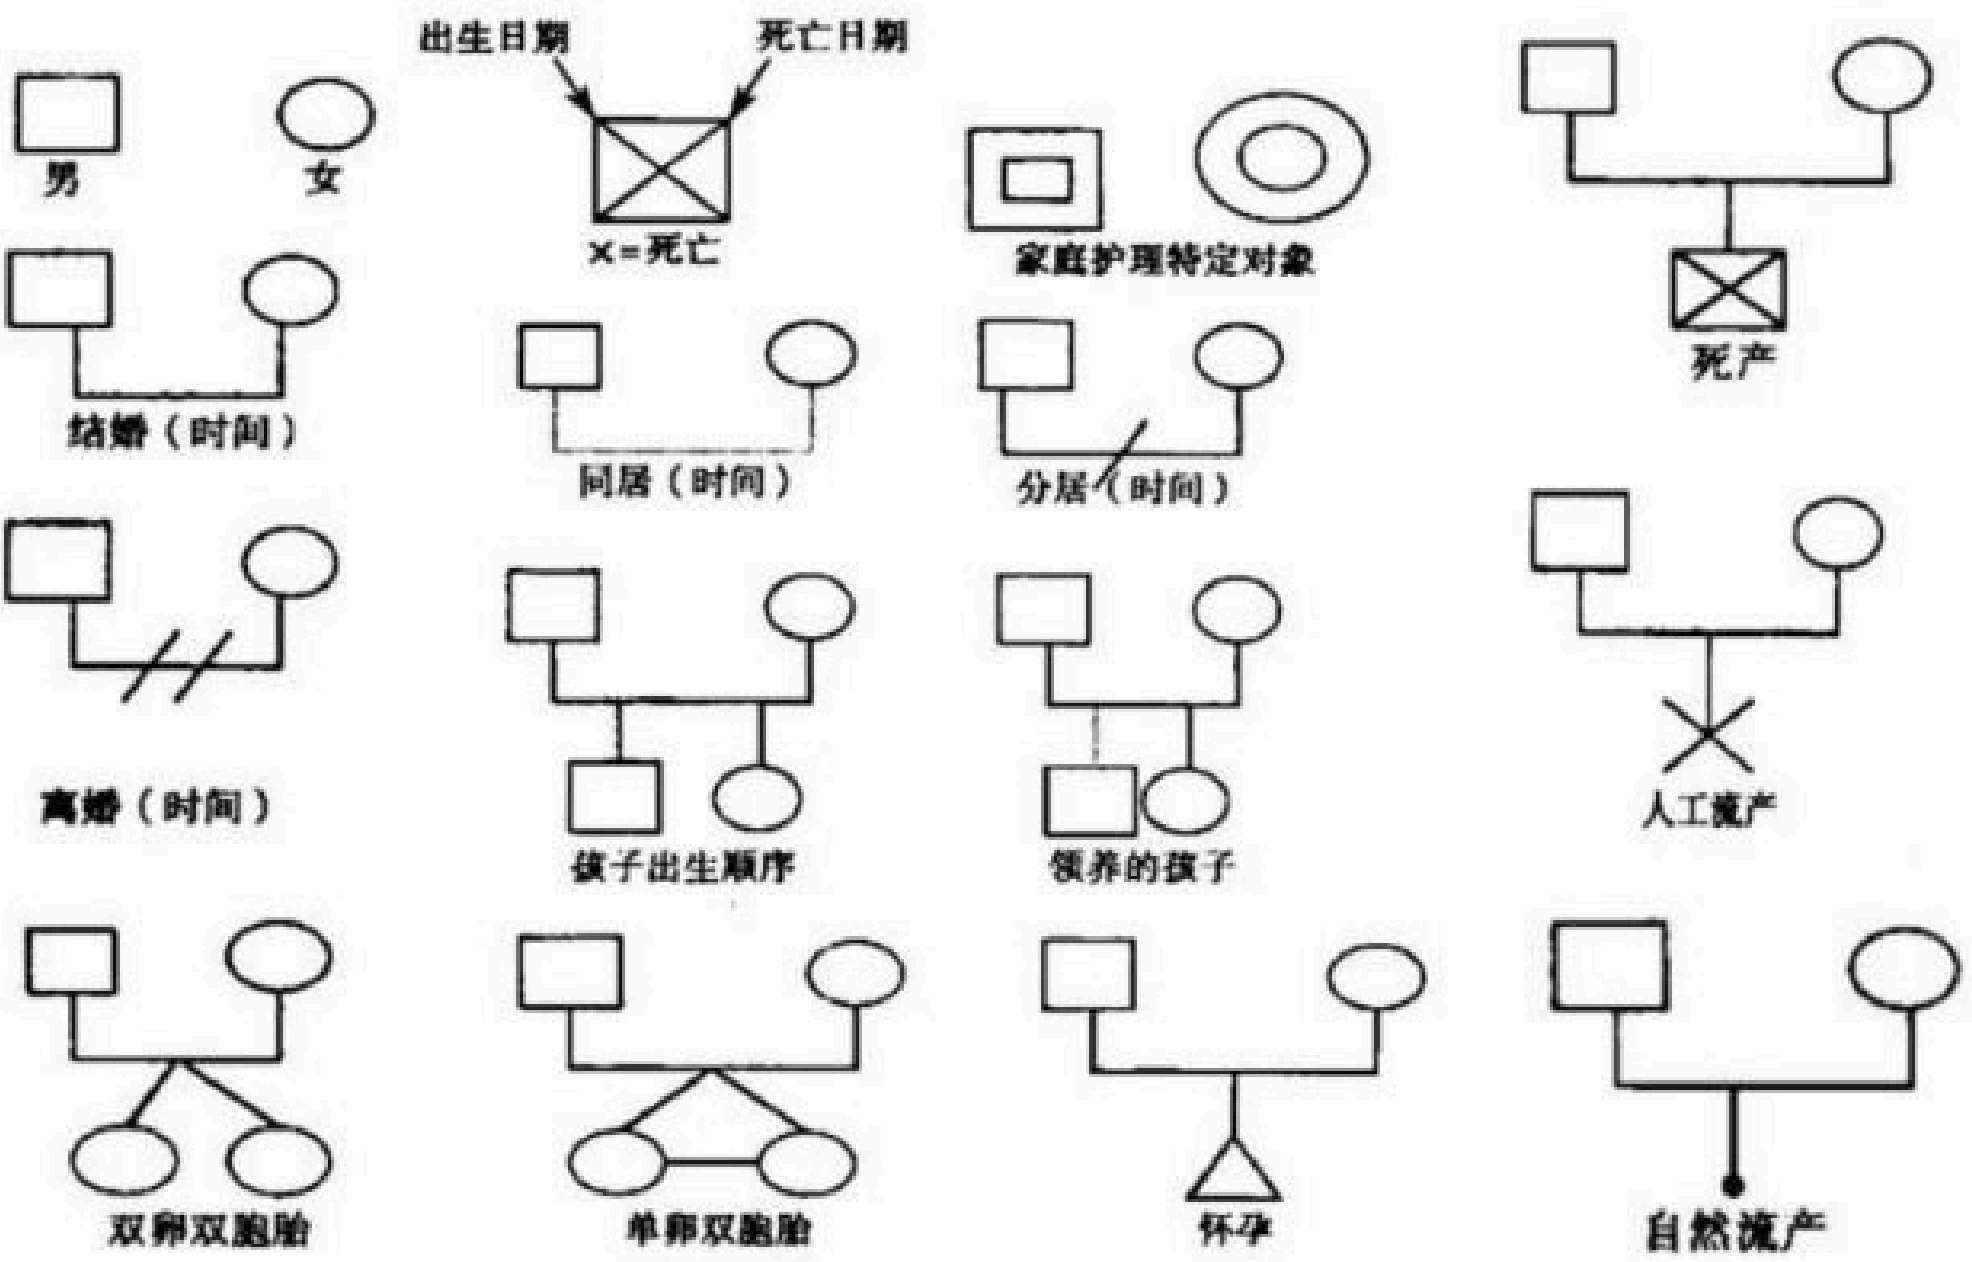 出生日期
死亡日期
男
女
×=死亡
家庭护理特定对象
死产
结婚（时间）
同居（时间）
分居（时间）
离婚（时间）
孩子出生顺序
领养的孩子
人工流产
双卵双胞胎
单卵双胞胎
怀孕
自然流产